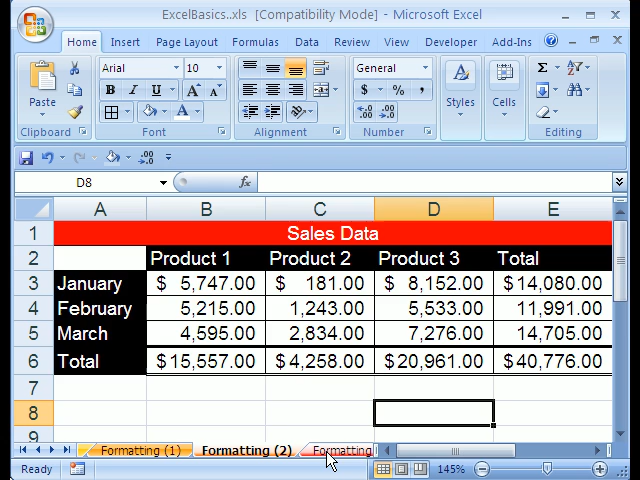 ExcelBasics..xls [Compatibility Mode] - Microsoft Excel
Home Insert Page Layout Formulas Data Review View Developer Add-Ins
Arial 10 General
Paste B I U A A $ % , Styles Cells Σ
Clipboard Font Alignment Number Editing
D8 fx
A B C D E
1 Sales Data
2 Product 1 Product 2 Product 3 Total
3 January $ 5,747.00 $ 181.00 $ 8,152.00 $14,080.00
4 February 5,215.00 1,243.00 5,533.00 11,991.00
5 March 4,595.00 2,834.00 7,276.00 14,705.00
6 Total $15,557.00 $4,258.00 $20,961.00 $40,776.00
7
8
9
Formatting (1) Formatting (2) Formatting
Ready 145%